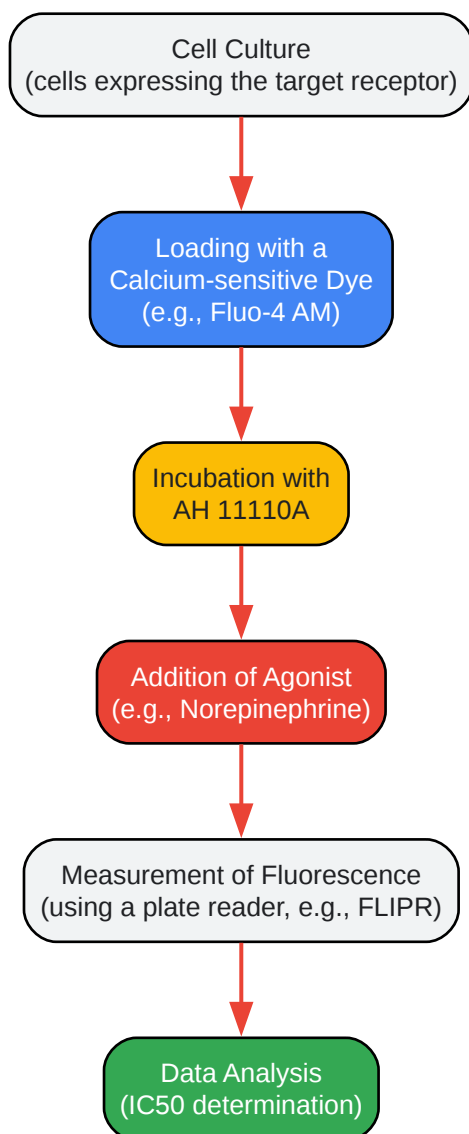 Cell Culture
(cells expressing the target receptor)
Loading with a
Calcium-sensitive Dye
(e.g., Fluo-4 AM)
Incubation with
AH 11110A
Addition of Agonist
(e.g., Norepinephrine)
Measurement of Fluorescence
(using a plate reader, e.g., FLIPR)
Data Analysis
(IC50 determination)